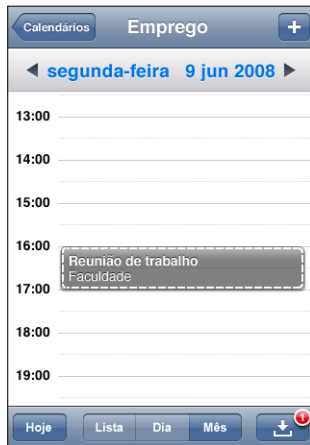 Calendários Emprego +
segunda-feira 9 jun 2008
13:00
14:00
15:00
16:00
Reunião de trabalho
Faculdade
17:00
18:00
19:00
Hoje Lista Dia Mês 1